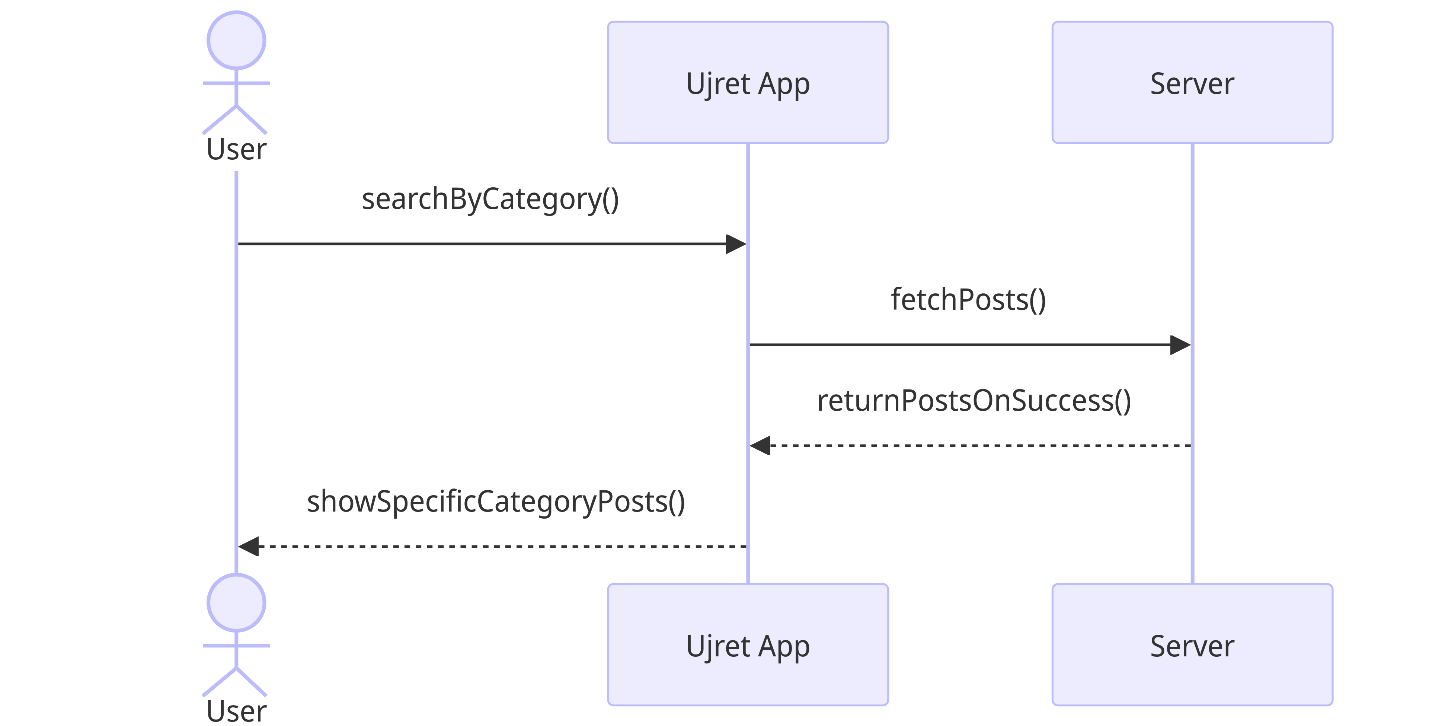 Ujret App
Server
User
searchByCategory()
fetchPosts()
returnPostsOnSuccess()
showSpecificCategoryPosts()
Ujret App
Server
User